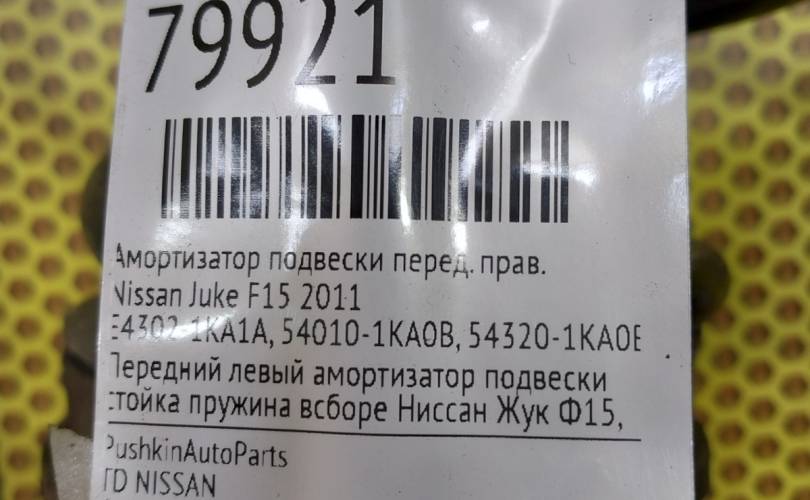 79921
Амортизатор подвески перед. прав.
Nissan Juke F15 2011
E4302-1KA1A, 54010-1KA0B, 54320-1KA0E
Передний левый амортизатор подвески
стойка пружина всборе Ниссан Жук Ф15,
PushkinAutoParts
TD NISSAN